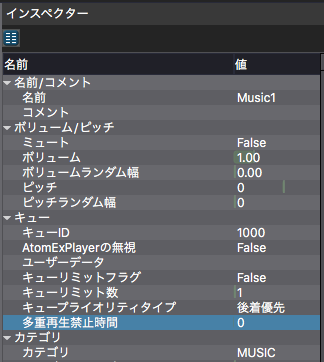 インスペクター
名前 値
名前/コメント
名前 Music1
コメント
ボリューム/ピッチ
ミュート False
ボリューム 1.00
ボリュームランダム幅 0.00
ピッチ 0
ピッチランダム幅 0
キュー
キューID 1000
AtomExPlayerの無視 False
ユーザーデータ
キューリミットフラグ False
キューリミット数 1
キュープライオリティタイプ 後着優先
多重再生禁止時間 0
カテゴリ
カテゴリ MUSIC